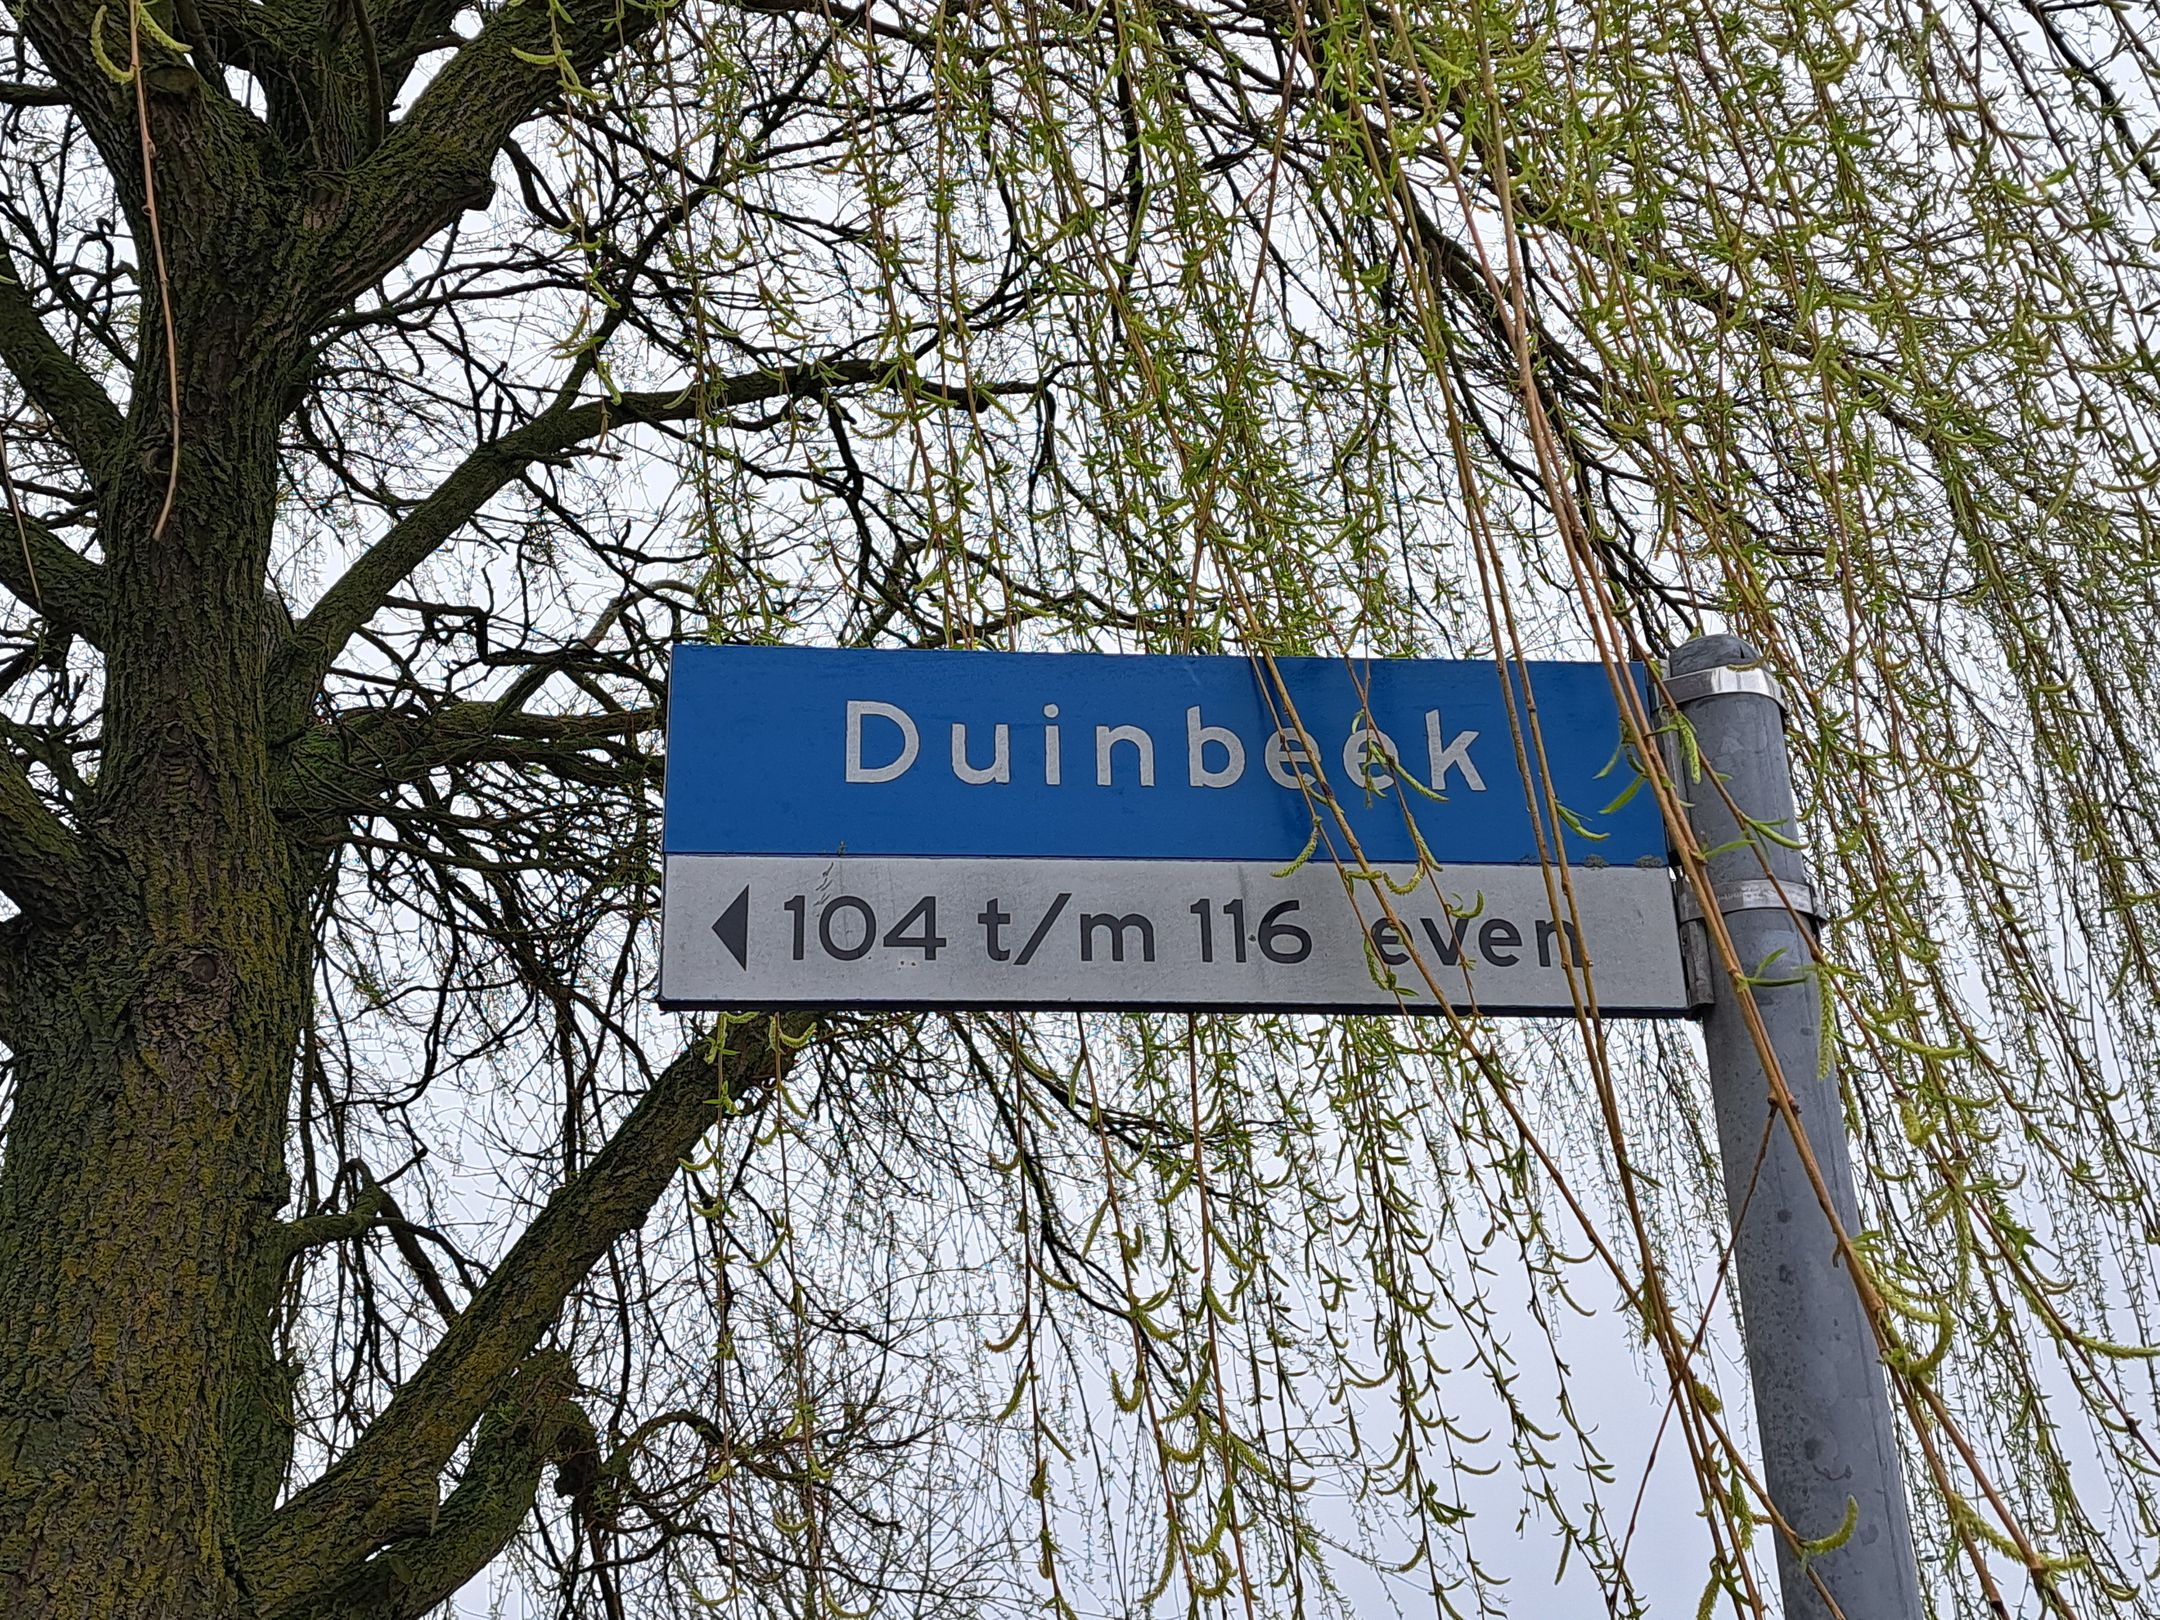 Duinbeek
◀ 104 t/m 116 even